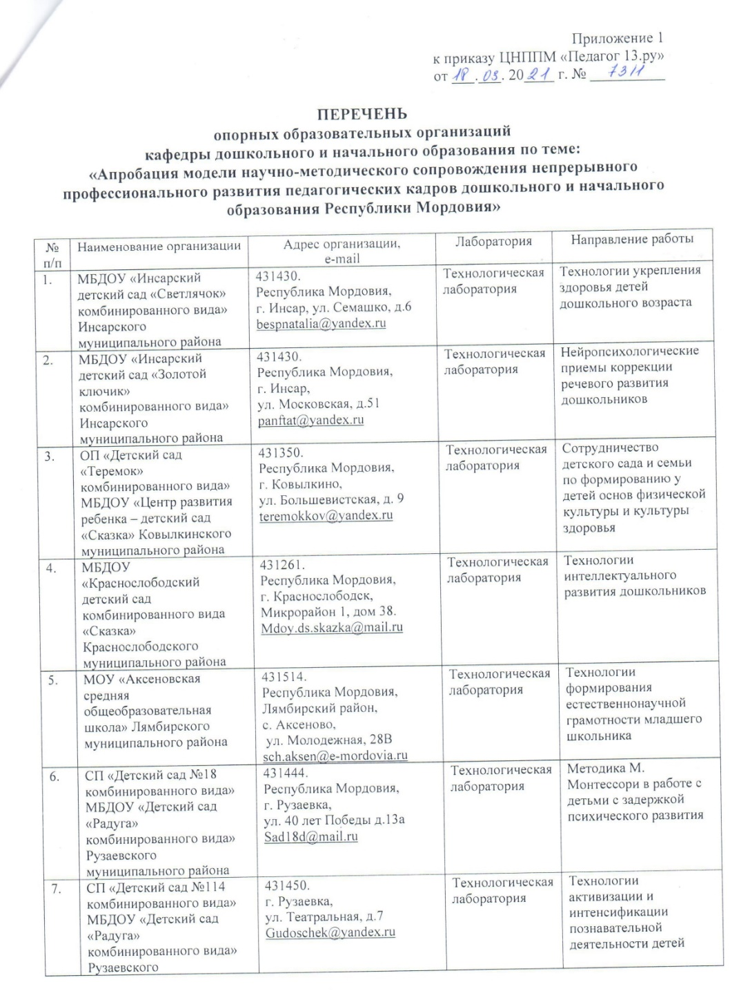 Приложение 1
к приказу ЦНППМ «Педагог 13.ру»
от 18.03.2021 г. № 73/1
ПЕРЕЧЕНЬ
опорных образовательных организаций
кафедры дошкольного и начального образования по теме:
«Апробация модели научно-методического сопровождения непрерывного
профессионального развития педагогических кадров дошкольного и начального
образования Республики Мордовия»
№
п/п
Наименование организации
Адрес организации,
e-mail
Лаборатория
Направление работы
1.
МБДОУ «Инсарский
детский сад «Светлячок»
комбинированного вида»
Инсарского
муниципального района
431430.
Республика Мордовия,
г. Инсар, ул. Семашко, д.6
bespnatalia@yandex.ru
Технологическая
лаборатория
Технологии укрепления
здоровья детей
дошкольного возраста
2.
МБДОУ «Инсарский
детский сад «Золотой
ключик»
комбинированного вида»
Инсарского
муниципального района
431430.
Республика Мордовия,
г. Инсар,
ул. Московская, д.51
panftat@yandex.ru
Технологическая
лаборатория
Нейропсихологические
приемы коррекции
речевого развития
дошкольников
3.
ОП «Детский сад
«Теремок»
комбинированного вида»
МБДОУ «Центр развития
ребенка – детский сад
«Сказка» Ковылкинского
муниципального района
431350.
Республика Мордовия,
г. Ковылкино,
ул. Большевистская, д. 9
teremokkov@yandex.ru
Технологическая
лаборатория
Сотрудничество
детского сада и семьи
по формированию у
детей основ физической
культуры и культуры
здоровья
4.
МБДОУ
«Краснослободский
детский сад
комбинированного вида
«Сказка»
Краснослободского
муниципального района
431261.
Республика Мордовия,
г. Краснослободск,
Микрорайон 1, дом 38.
Mdoy.ds.skazka@mail.ru
Технологическая
лаборатория
Технологии
интеллектуального
развития дошкольников
5.
МОУ «Аксеновская
средняя
общеобразовательная
школа» Лямбирского
муниципального района
431514.
Республика Мордовия,
Лямбирский район,
с. Аксеново,
ул. Молодежная, 28В
sch.aksen@e-mordovia.ru
Технологическая
лаборатория
Технологии
формирования
естественнонаучной
грамотности младшего
школьника
6.
СП «Детский сад №18
комбинированного вида»
МБДОУ «Детский сад
«Радуга»
комбинированного вида»
Рузаевского
муниципального района
431444.
Республика Мордовия,
г. Рузаевка,
ул. 40 лет Победы д.13а
Sad18d@mail.ru
Технологическая
лаборатория
Методика М.
Монтессори в работе с
детьми с задержкой
психического развития
7.
СП «Детский сад №114
комбинированного вида»
МБДОУ «Детский сад
«Радуга»
комбинированного вида»
Рузаевского
431450.
г. Рузаевка,
ул. Театральная, д.7
Gudoschek@yandex.ru
Технологическая
лаборатория
Технологии
активизации и
интенсификации
познавательной
деятельности детей